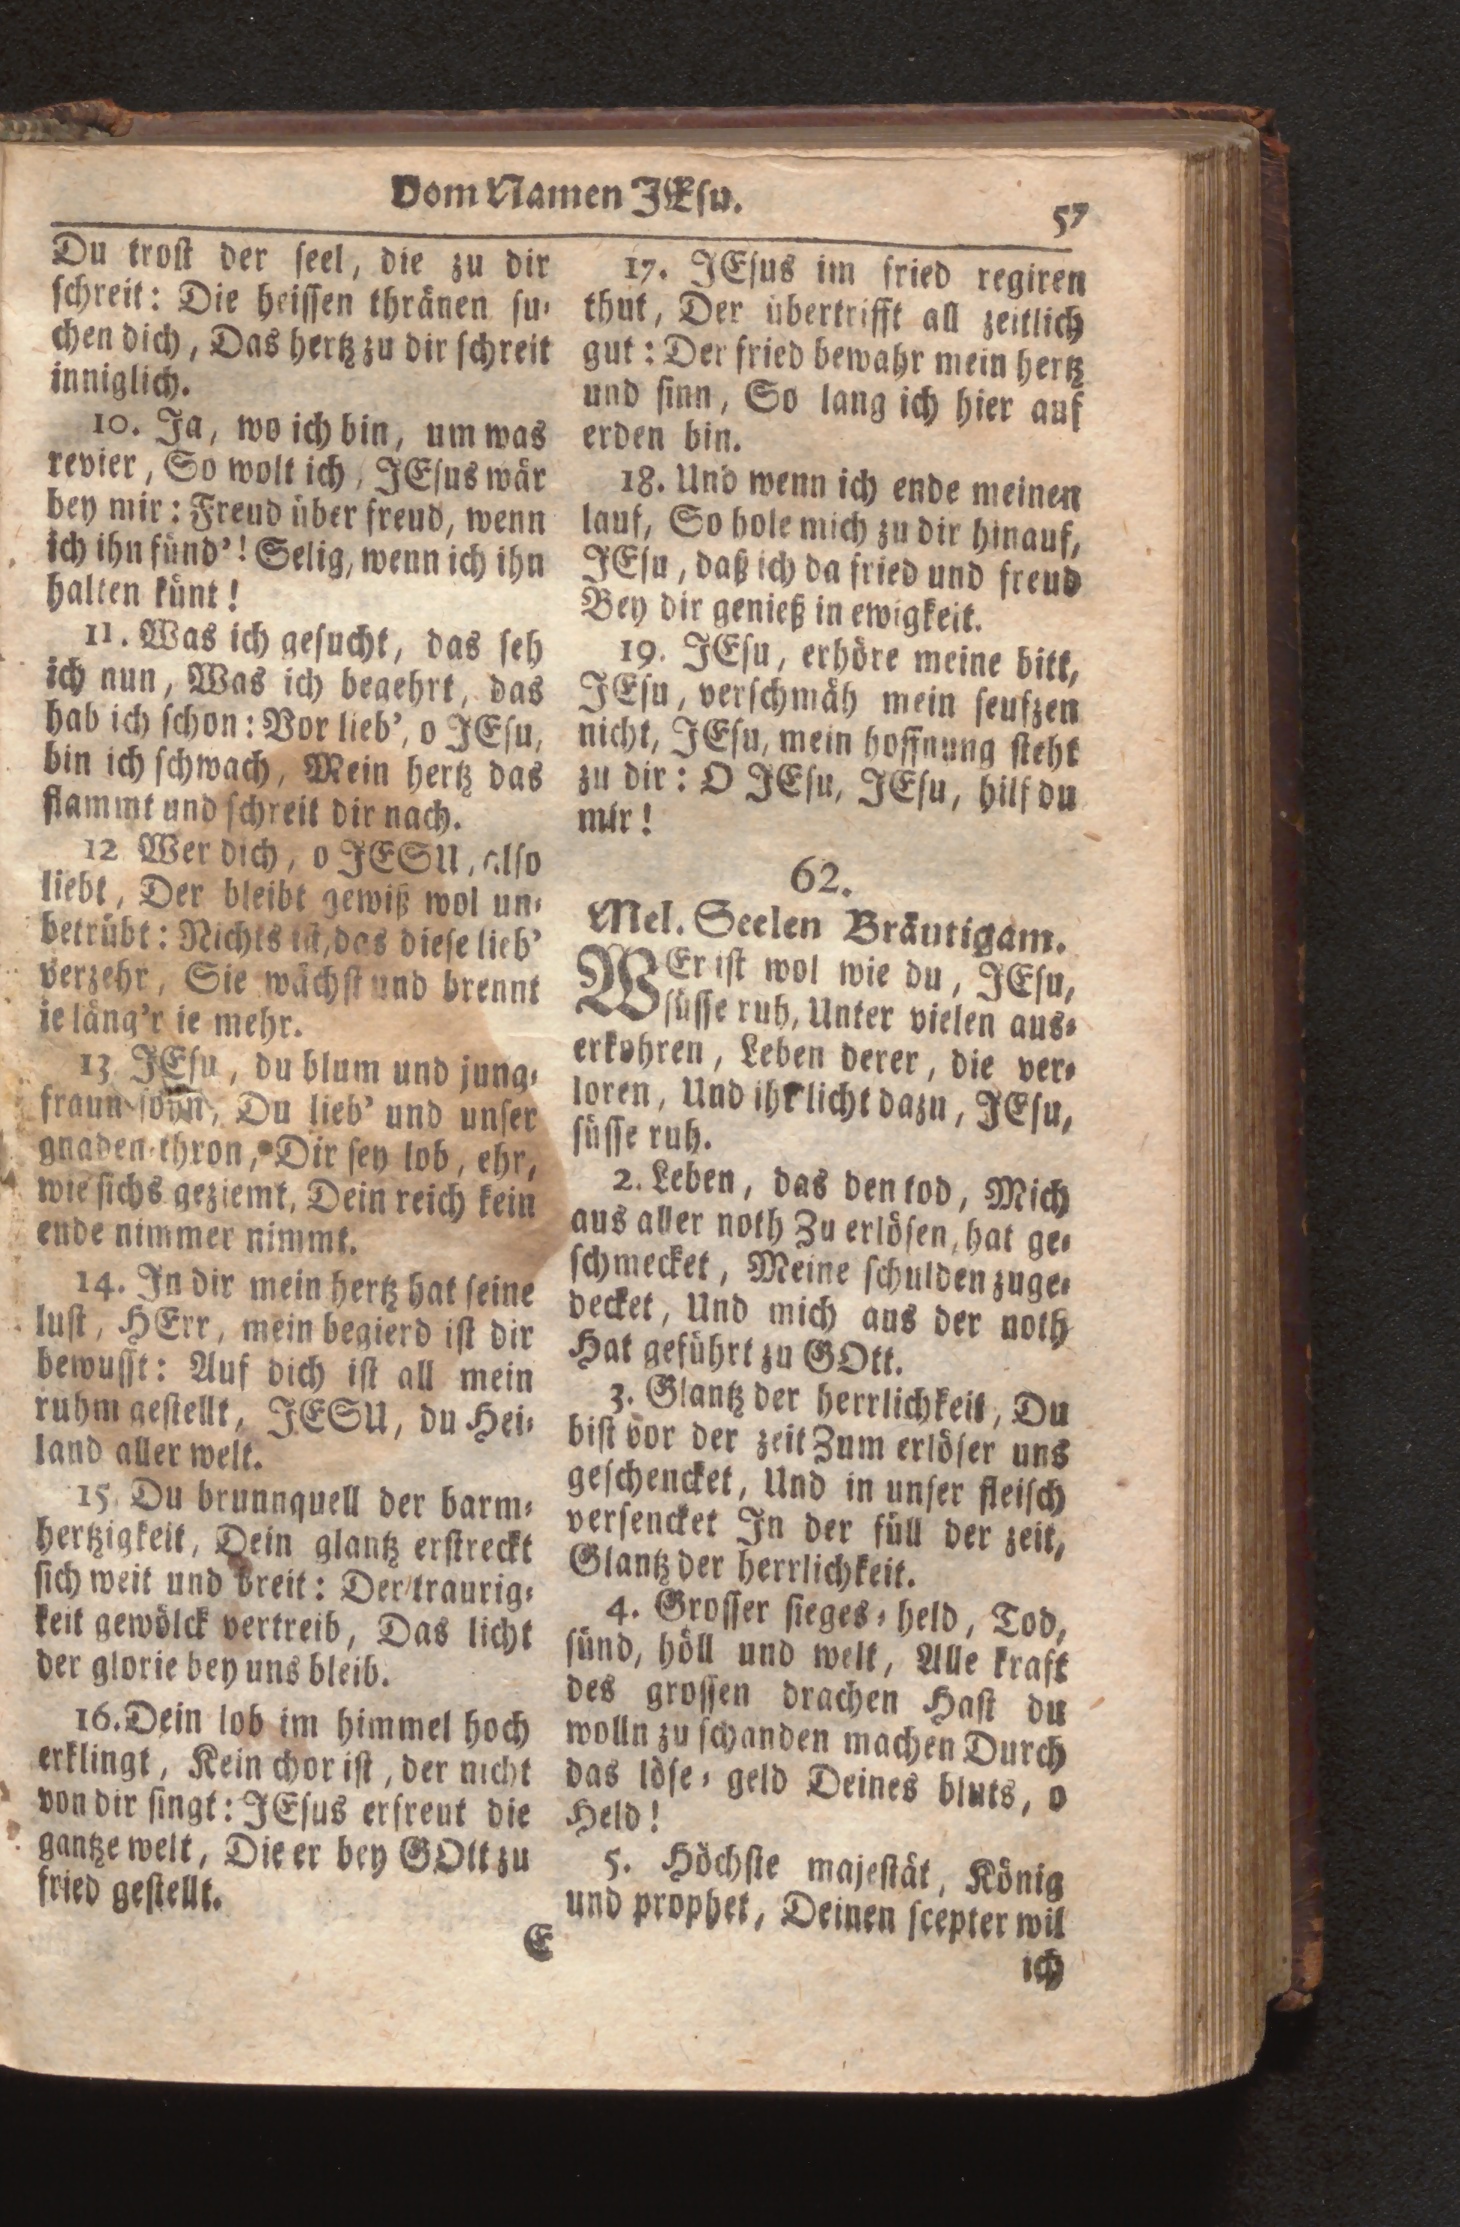 Vom Namen JEsu.
57
Du trost der seel, die zu dir
schreit: Die heissen thränen su-
chen dich, Das hertz zu dir schreit
inniglich.
10. Ja, wo ich bin, um was
revier, So wolt ich, JEsus wär
bey mir: Freud über freud, wenn
ich ihn fünd'! Selig, wenn ich ihn
halten künt!
11. Was ich gesucht, das seh
ich nun, Was ich begehrt, das
hab ich schon: Vor lieb', o JEsu,
bin ich schwach, Mein hertz das
flammt und schreit dir nach.
12 Wer dich, o JESU, also
liebt, Der bleibt gewiß wol un-
betrübt: Nichts ist, das diese lieb'
verzehr, Sie wächst und brennt
ie läng'r ie mehr.
13 JEsu, du blum und jung-
fraun sohn, Du lieb' und unser
gnaden-thron, Dir sey lob, ehr,
wie sichs geziemt, Dein reich kein
ende nimmer nimmt.
14. In dir mein hertz hat seine
lust, HErr, mein begierd ist dir
bewusst: Auf dich ist all mein
ruhm gestellt, JESU, du Hei-
land aller welt.
15. Du brunnquell der barm-
hertzigkeit, Dein glantz erstreckt
sich weit und breit: Der traurig-
keit gewölck vertreib, Das licht
der glorie bey uns bleib.
16. Dein lob im himmel hoch
erklingt, Kein chor ist, der nicht
von dir singt: JEsus erfreut die
gantze welt, Die er bey GOtt zu
fried gestellt.
E
17. JEsus im fried regiren
thut, Der übertrifft all zeitlich
gut: Der fried bewahr mein hertz
und sinn, So lang ich hier auf
erden bin.
18. Und wenn ich ende meinen
lauf, So hole mich zu dir hinauf,
JEsu, daß ich da fried und freud
Bey dir genieß in ewigkeit.
19. JEsu, erhöre meine bitt,
JEsu, verschmäh mein seufzen
nicht, JEsu, mein hoffnung steht
zu dir: O JEsu, JEsu, hilf du
mir!
62.
Mel. Seelen Bräutigam.
WEr ist wol wie du, JEsu,
süsse ruh, Unter vielen aus-
erkohren, Leben derer, die ver-
loren, Und ihr licht dazu, JEsu,
süsse ruh.
2. Leben, das den tod, Mich
aus aller noth Zu erlösen, hat ge-
schmecket, Meine schulden zuge-
decket, Und mich aus der noth
Hat geführt zu GOtt.
3. Glantz der herrlichkeit, Du
bist vor der zeit Zum erlöser uns
geschencket, Und in unser fleisch
versencket In der füll der zeit,
Glantz der herrlichkeit.
4. Grosser sieges-held, Tod,
sünd, höll und welt, Alle kraft
des grossen drachen Hast du
wolln zu schanden machen Durch
das löse-geld Deines bluts, o
Held!
5. Höchste majestät, König
und prophet, Deinen scepter wil
ich